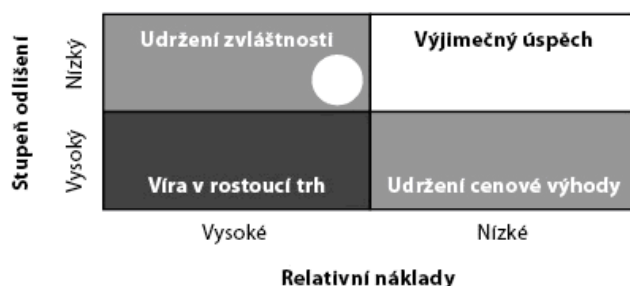 Stupeň odlišení
Nízký
Udržení zvláštnosti
Výjimečný úspěch
Vysoký
Víra v rostoucí trh
Udržení cenové výhody
Vysoké
Nízké
Relativní náklady